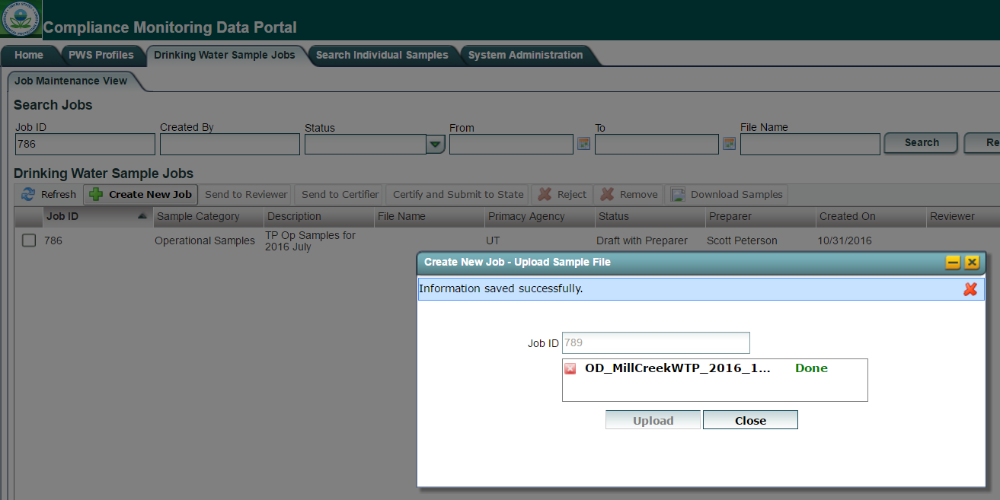 Compliance Monitoring Data Portal
Home PWS Profiles Drinking Water Sample Jobs Search Individual Samples System Administration
Job Maintenance View
Search Jobs
Job ID Created By Status From To File Name
786 Search Re
Drinking Water Sample Jobs
Refresh Create New Job Send to Reviewer Send to Certifier Certify and Submit to State Reject Remove Download Samples
Job ID Sample Category Description File Name Primacy Agency Status Preparer Created On Reviewer
786 Operational Samples TP Op Samples for 2016 July UT Draft with Preparer Scott Peterson 10/31/2016
Create New Job - Upload Sample File
Information saved successfully.
Job ID 789
OD_MillCreekWTP_2016_1... Done
Upload Close